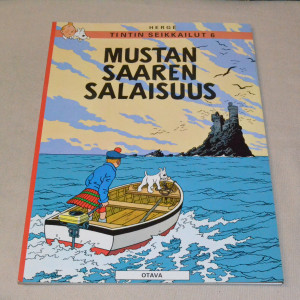 HERGÉ
TINTIN SEIKKAILUT 6
MUSTAN
SAAREN
SALAISUUS
OTAVA